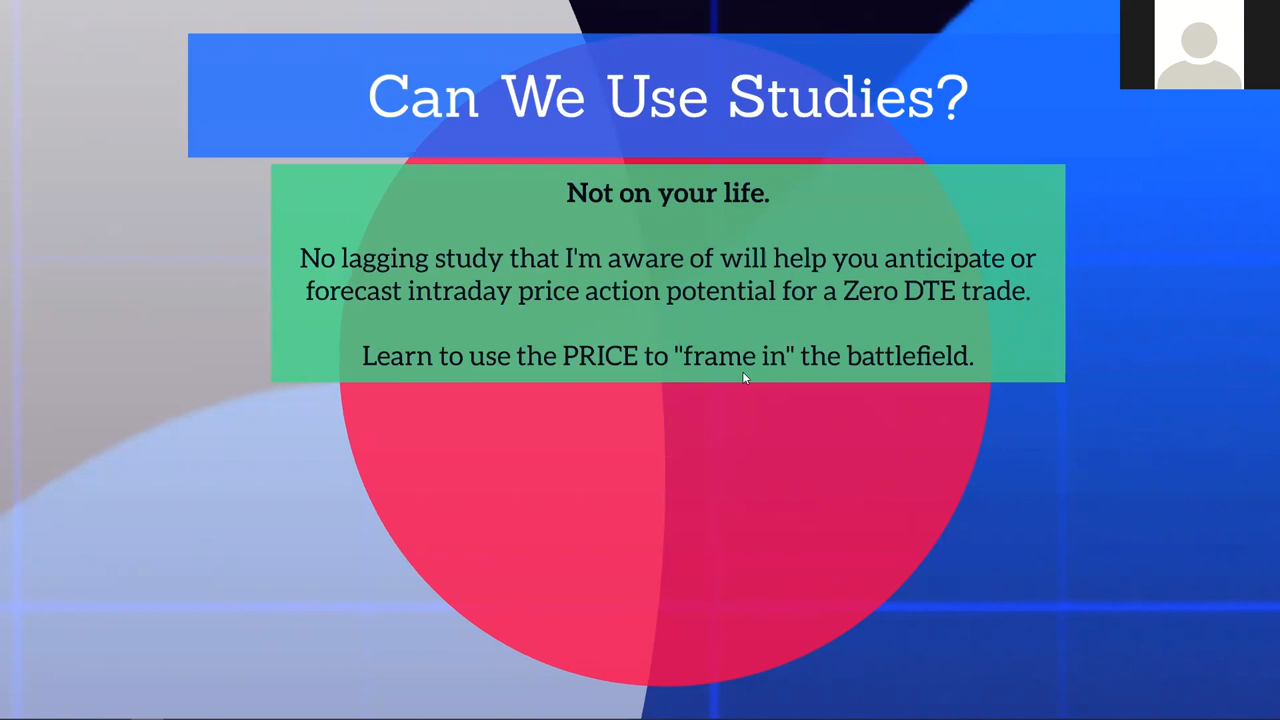 Can We Use Studies?
Not on your life.
No lagging study that I'm aware of will help you anticipate or
forecast intraday price action potential for a Zero DTE trade.
Learn to use the PRICE to "frame in" the battlefield.